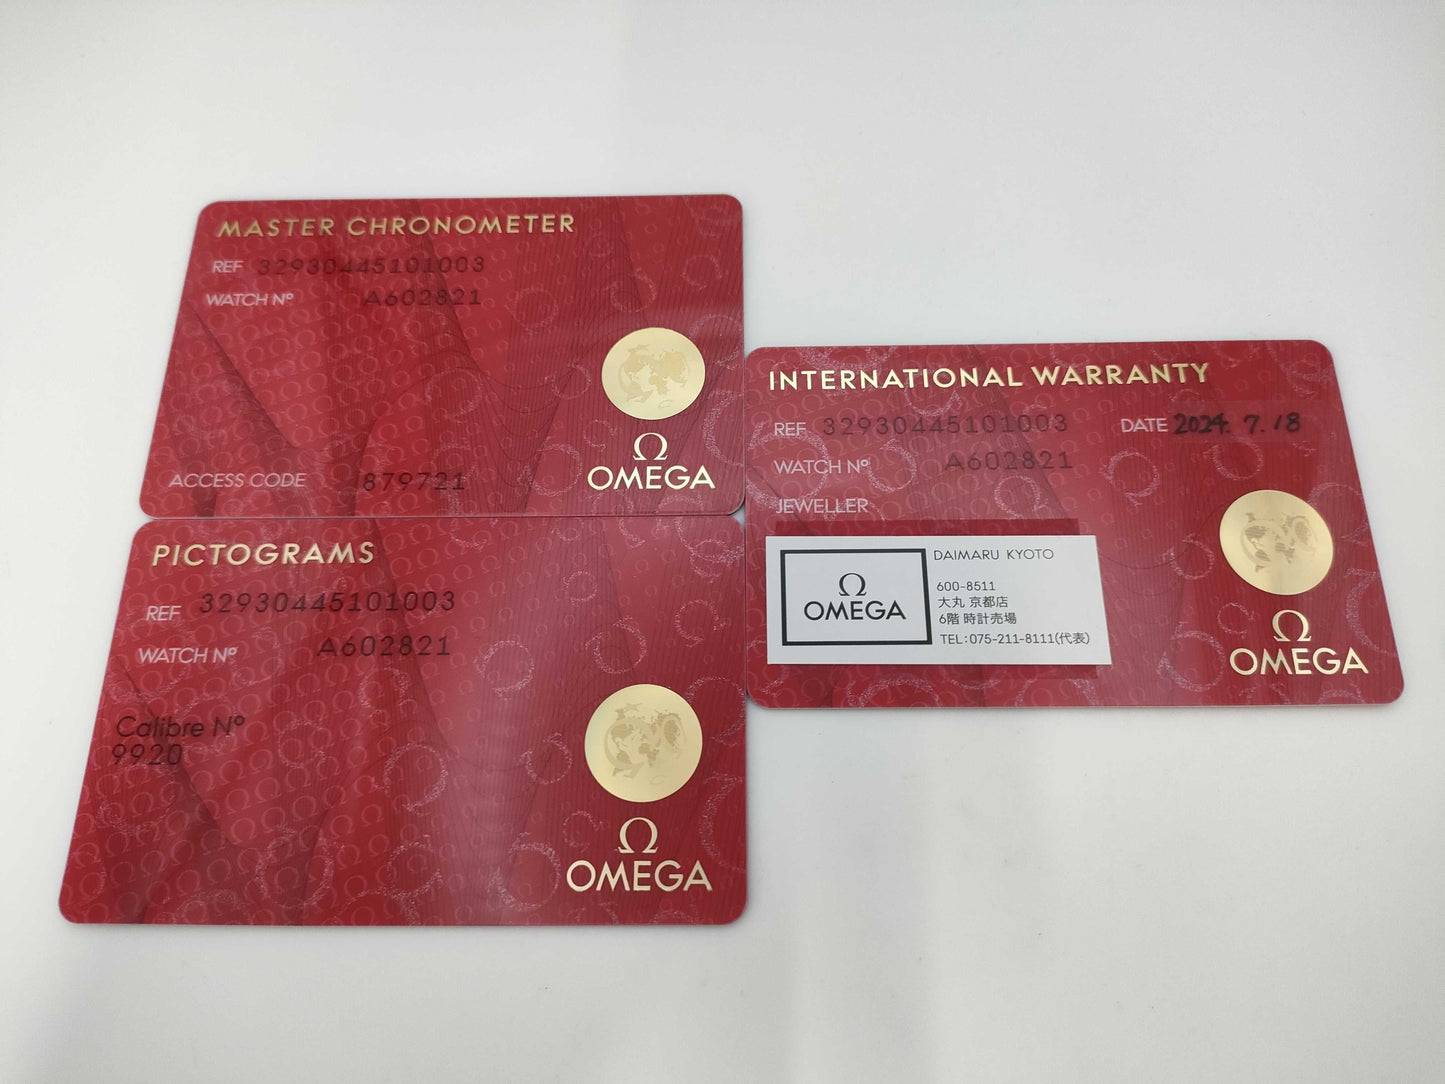 MASTER CHRONOMETER
REF 32930445101003
WATCH Nº A602821
ACCESS CODE 879721
Ω
OMEGA
PICTOGRAMS
REF 32930445101003
WATCH Nº A602821
Calibre Nº
9920
Ω
OMEGA
INTERNATIONAL WARRANTY
REF 32930445101003 DATE 2024. 7. 18
WATCH Nº A602821
JEWELLER
Ω
OMEGA
DAIMARU KYOTO
600-8511
大丸 京都店
6階 時計売場
TEL:075-211-8111(代表)
Ω
OMEGA